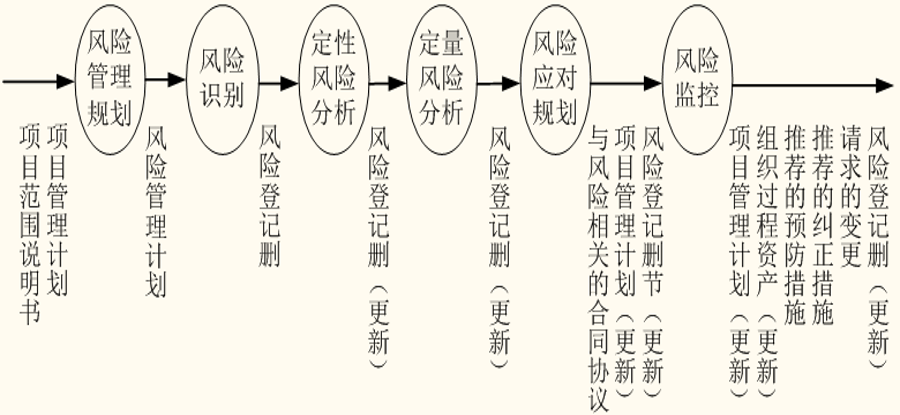 风险
管理
规划
风险
识别
定性
风险
分析
定量
风险
分析
风险
应对
规划
风险
监控
项目范围说明书
项目管理计划
风险管理计划
风险登记删
风险登记删（更新）
风险登记删（更新）
与风险相关的合同协议
项目管理计划（更新）
风险登记删节（更新）
项目管理计划（更新）
组织过程资产（更新）
推荐的预防措施
推荐的纠正措施
请求的变更
风险登记删（更新）